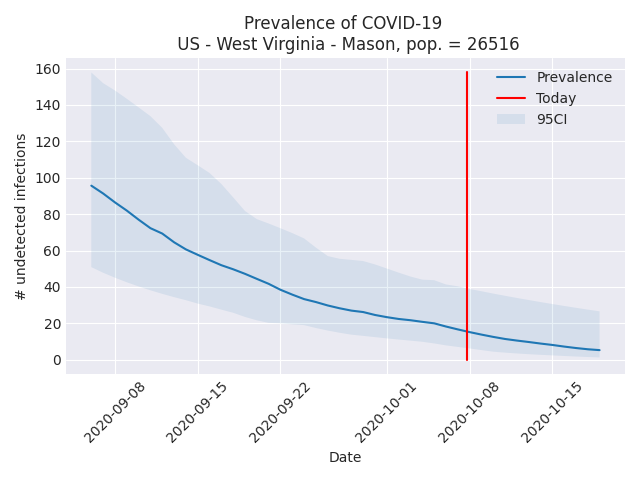 Prevalence of COVID-19
US - West Virginia - Mason, pop. = 26516
# undetected infections
160
140
120
100
80
60
40
20
0
Prevalence
Today
95CI
2020-09-08
2020-09-15
2020-09-22
2020-10-01
2020-10-08
2020-10-15
Date